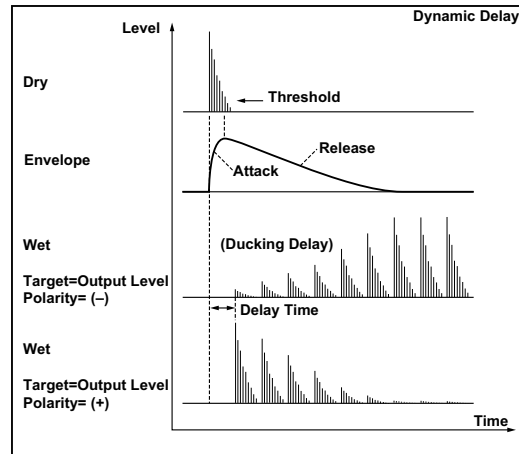 Dynamic Delay
Level
Dry
Threshold
Envelope
Release
Attack
Wet
(Ducking Delay)
Target=Output Level
Polarity= (–)
Delay Time
Wet
Target=Output Level
Polarity= (+)
Time